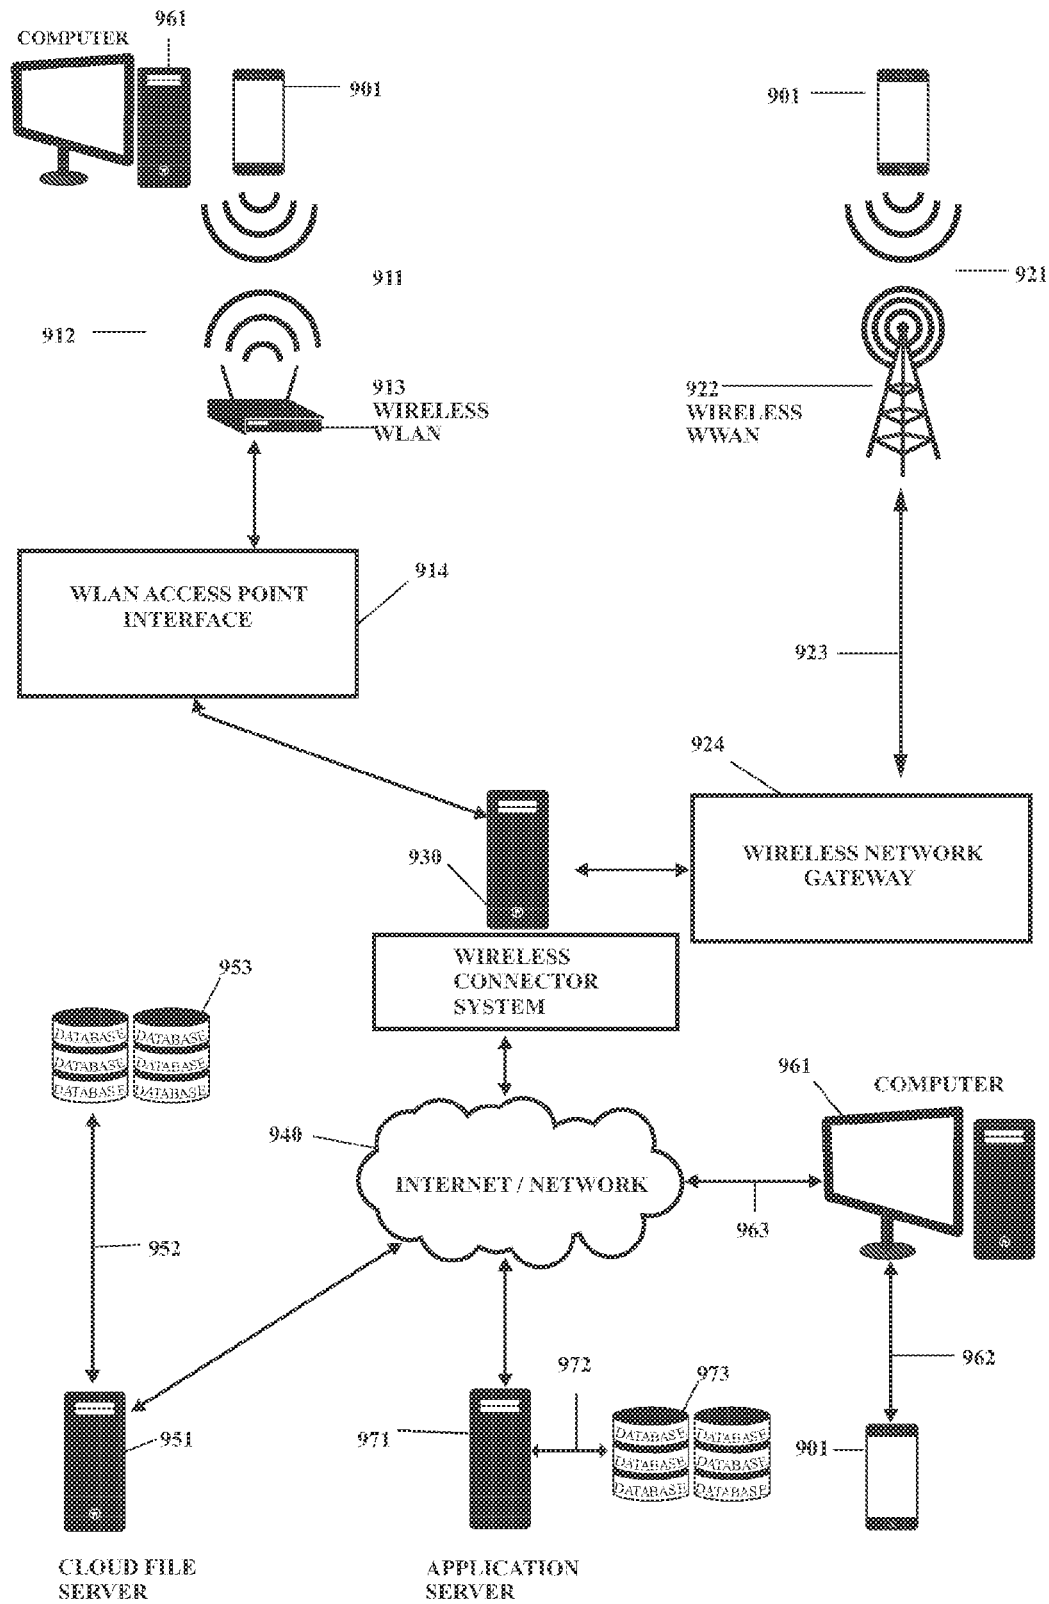 961
COMPUTER
901
901
911
921
912
913
WIRELESS
WLAN
922
WIRELESS
WWAN
914
WLAN ACCESS POINT
INTERFACE
923
924
930
WIRELESS NETWORK
GATEWAY
WIRELESS
CONNECTOR
SYSTEM
953
DATABASE DATABASE
DATABASE DATABASE
DATABASE DATABASE
961
COMPUTER
940
INTERNET / NETWORK
963
952
962
972
973
951
971
DATABASE DATABASE
DATABASE DATABASE
DATABASE DATABASE
901
CLOUD FILE
SERVER
APPLICATION
SERVER